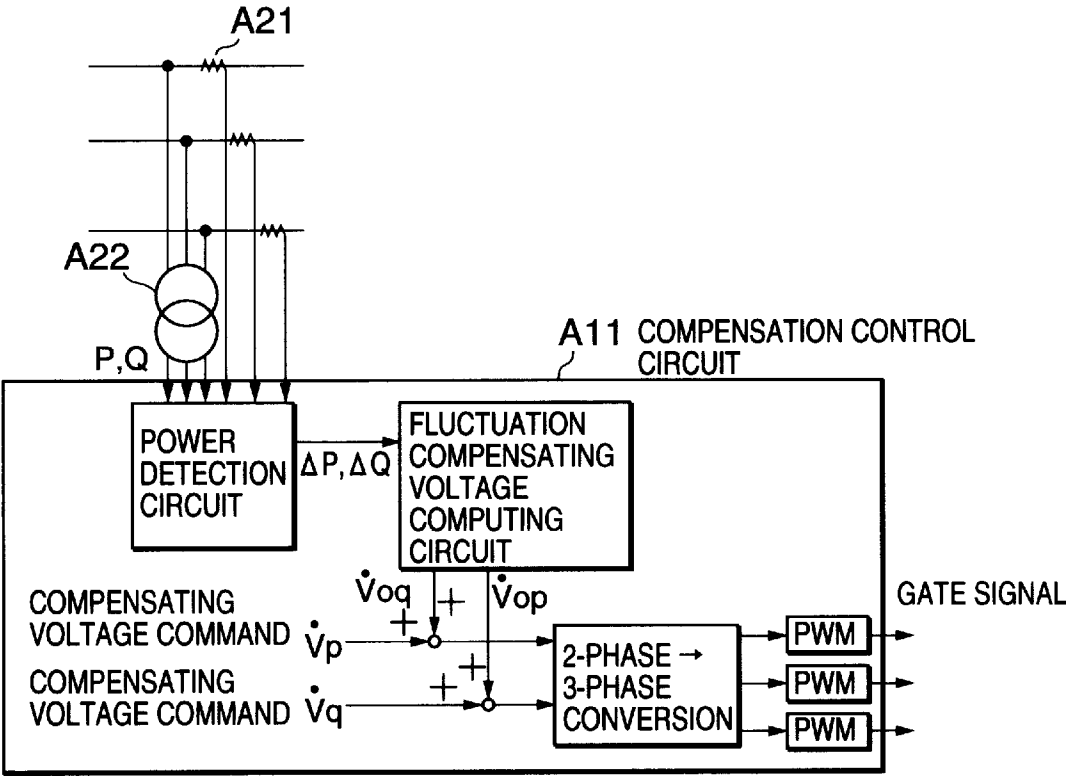 A21
A22
P,Q
A11 COMPENSATION CONTROL
CIRCUIT
POWER
DETECTION
CIRCUIT
ΔP,ΔQ
FLUCTUATION
COMPENSATING
VOLTAGE
COMPUTING
CIRCUIT
V̇oq
V̇op
+
+
+
+
COMPENSATING
VOLTAGE COMMAND V̇p
COMPENSATING
VOLTAGE COMMAND V̇q
2-PHASE →
3-PHASE
CONVERSION
PWM
PWM
PWM
GATE SIGNAL